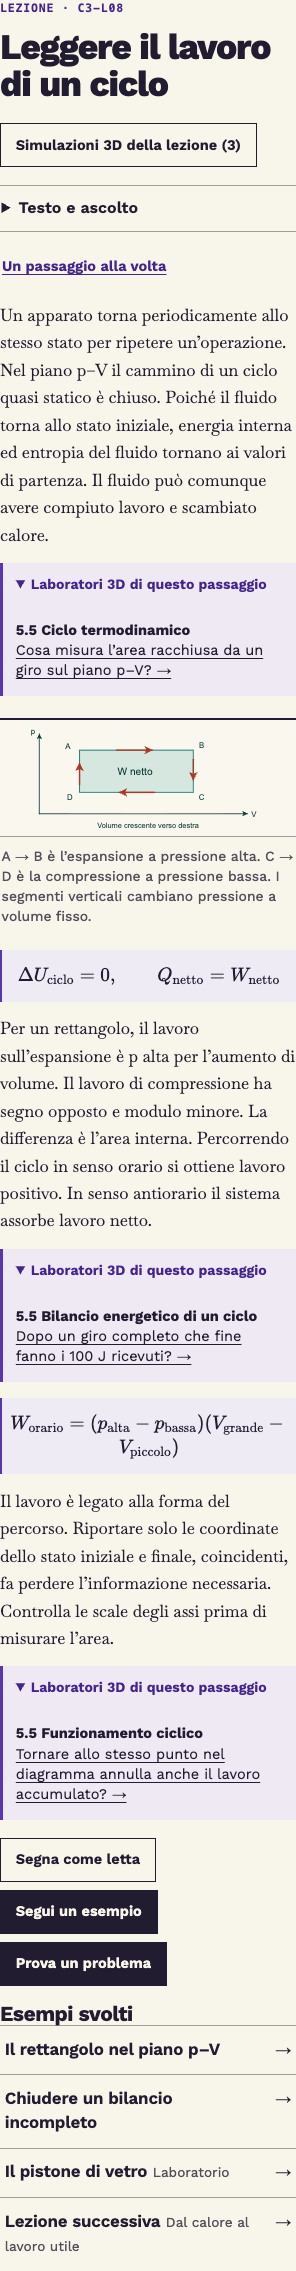 LEZIONE · C3–L08
Leggere il lavoro
di un ciclo
Simulazioni 3D della lezione (3)
▶ Testo e ascolto
Un passaggio alla volta
Un apparato torna periodicamente allo
stesso stato per ripetere un'operazione.
Nel piano p–V il cammino di un ciclo
quasi statico è chiuso. Poiché il fluido
torna allo stato iniziale, energia interna
ed entropia del fluido tornano ai valori
di partenza. Il fluido può comunque
avere compiuto lavoro e scambiato
calore.
▼ Laboratori 3D di questo passaggio
5.5 Ciclo termodinamico
Cosa misura l'area racchiusa da un
giro sul piano p–V? →
p
A
B
W netto
D
C
V
Volume crescente verso destra
A → B è l'espansione a pressione alta. C →
D è la compressione a pressione bassa. I
segmenti verticali cambiano pressione a
volume fisso.
ΔU_ciclo = 0, Q_netto = W_netto
Per un rettangolo, il lavoro
sull'espansione è p alta per l'aumento di
volume. Il lavoro di compressione ha
segno opposto e modulo minore. La
differenza è l'area interna. Percorrendo
il ciclo in senso orario si ottiene lavoro
positivo. In senso antiorario il sistema
assorbe lavoro netto.
▼ Laboratori 3D di questo passaggio
5.5 Bilancio energetico di un ciclo
Dopo un giro completo che fine
fanno i 100 J ricevuti? →
W_orario = (p_alta − p_bassa)(V_grande −
V_piccolo)
Il lavoro è legato alla forma del
percorso. Riportare solo le coordinate
dello stato iniziale e finale, coincidenti,
fa perdere l'informazione necessaria.
Controlla le scale degli assi prima di
misurare l'area.
▼ Laboratori 3D di questo passaggio
5.5 Funzionamento ciclico
Tornare allo stesso punto nel
diagramma annulla anche il lavoro
accumulato? →
Segna come letta
Segui un esempio
Prova un problema
Esempi svolti
Il rettangolo nel piano p–V →
Chiudere un bilancio →
incompleto
Il pistone di vetro Laboratorio →
Lezione successiva Dal calore al →
lavoro utile